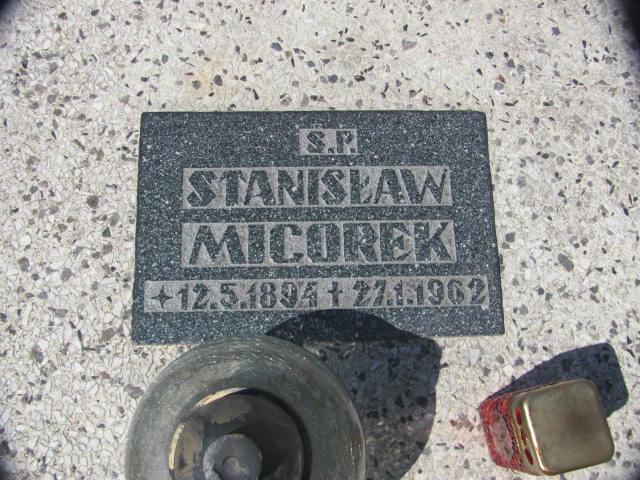 Ś.P.
STANISŁAW
MICOREK
✦12.5.1894 †27.1.1962